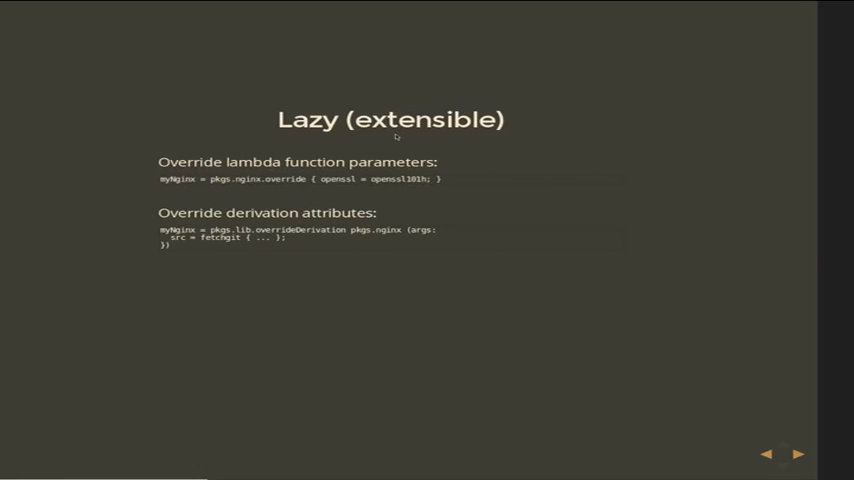 Lazy (extensible)
Override lambda function parameters:
myNginx = pkgs.nginx.override { openssl = openssl101h; }
Override derivation attributes:
myNginx = pkgs.lib.overrideDerivation pkgs.nginx (args:
  src = fetchgit { ... };
})